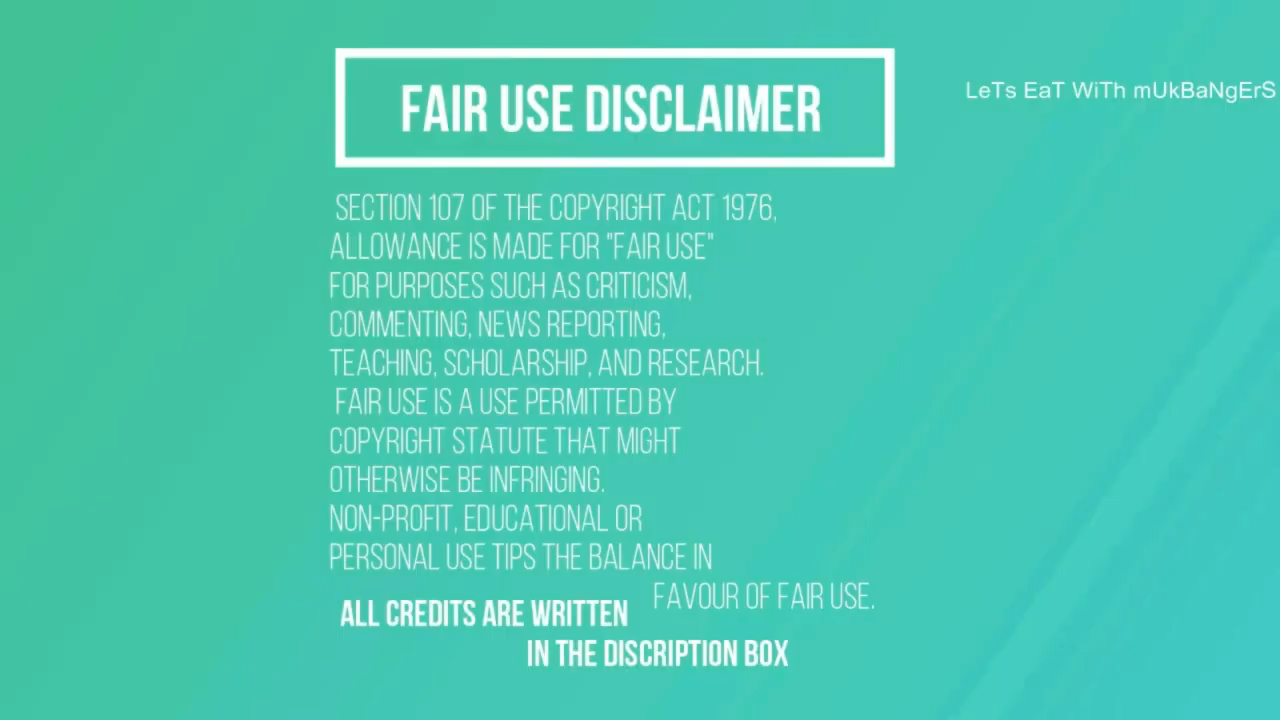 FAIR USE DISCLAIMER
LeTs EaT WiTh mUkBaNgErS
SECTION 107 OF THE COPYRIGHT ACT 1976,
ALLOWANCE IS MADE FOR "FAIR USE"
FOR PURPOSES SUCH AS CRITICISM,
COMMENTING, NEWS REPORTING,
TEACHING, SCHOLARSHIP, AND RESEARCH.
FAIR USE IS A USE PERMITTED BY
COPYRIGHT STATUTE THAT MIGHT
OTHERWISE BE INFRINGING.
NON-PROFIT, EDUCATIONAL OR
PERSONAL USE TIPS THE BALANCE IN
FAVOUR OF FAIR USE.
ALL CREDITS ARE WRITTEN
IN THE DISCRIPTION BOX